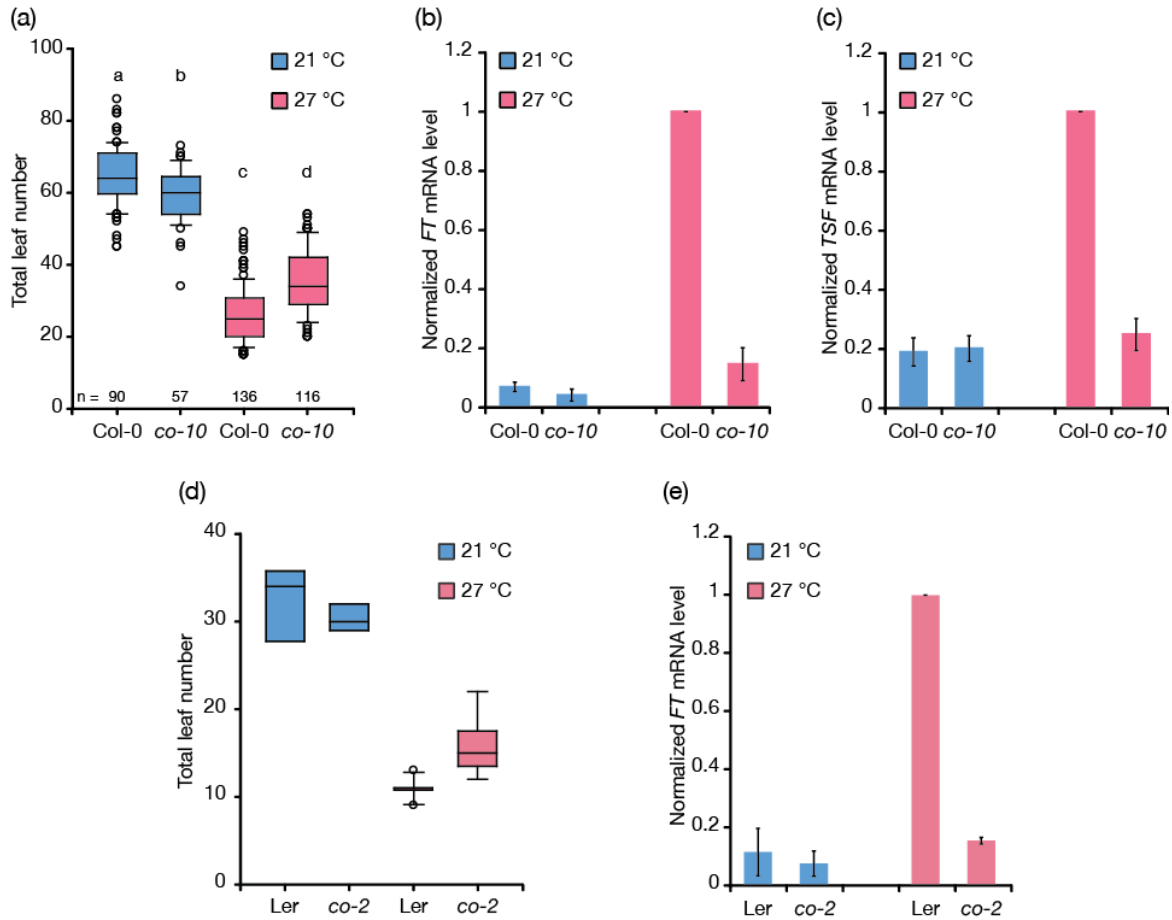 (a)
Total leaf number
100
80
60
40
20
0
21 °C
27 °C
a
b
c
d
n = 90 57 136 116
Col-0 co-10 Col-0 co-10
(b)
Normalized FT mRNA level
1.2
1
0.8
0.6
0.4
0.2
0
21 °C
27 °C
Col-0 co-10 Col-0 co-10
(c)
Normalized TSF mRNA level
1.2
1
0.8
0.6
0.4
0.2
0
21 °C
27 °C
Col-0 co-10 Col-0 co-10
(d)
Total leaf number
40
30
20
10
0
21 °C
27 °C
Ler co-2 Ler co-2
(e)
Normalized FT mRNA level
1.2
1
0.8
0.6
0.4
0.2
0
21 °C
27 °C
Ler co-2 Ler co-2